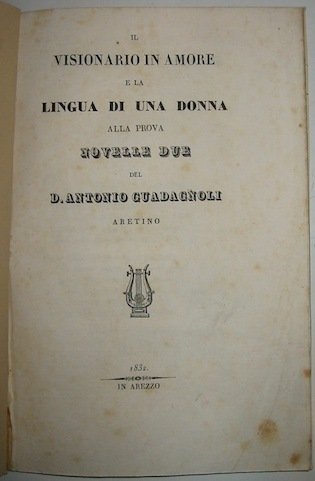 IL
VISIONARIO IN AMORE
E LA
LINGUA DI UNA DONNA
ALLA PROVA
NOVELLE DUE
DEL
D. ANTONIO GUADAGNOLI
ARETINO
1832.
IN AREZZO